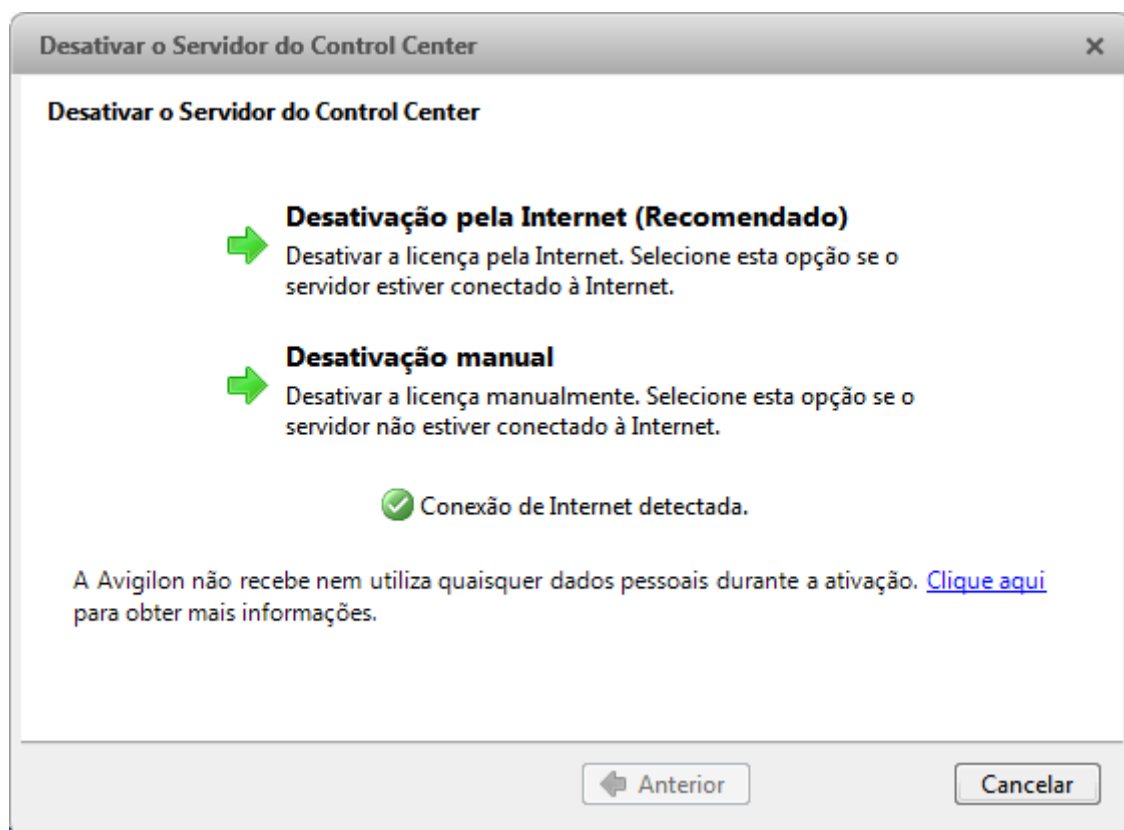 Desativar o Servidor do Control Center
Desativar o Servidor do Control Center
Desativação pela Internet (Recomendado)
Desativar a licença pela Internet. Selecione esta opção se o
servidor estiver conectado à Internet.
Desativação manual
Desativar a licença manualmente. Selecione esta opção se o
servidor não estiver conectado à Internet.
Conexão de Internet detectada.
A Avigilon não recebe nem utiliza quaisquer dados pessoais durante a ativação. Clique aqui
para obter mais informações.
Anterior
Cancelar